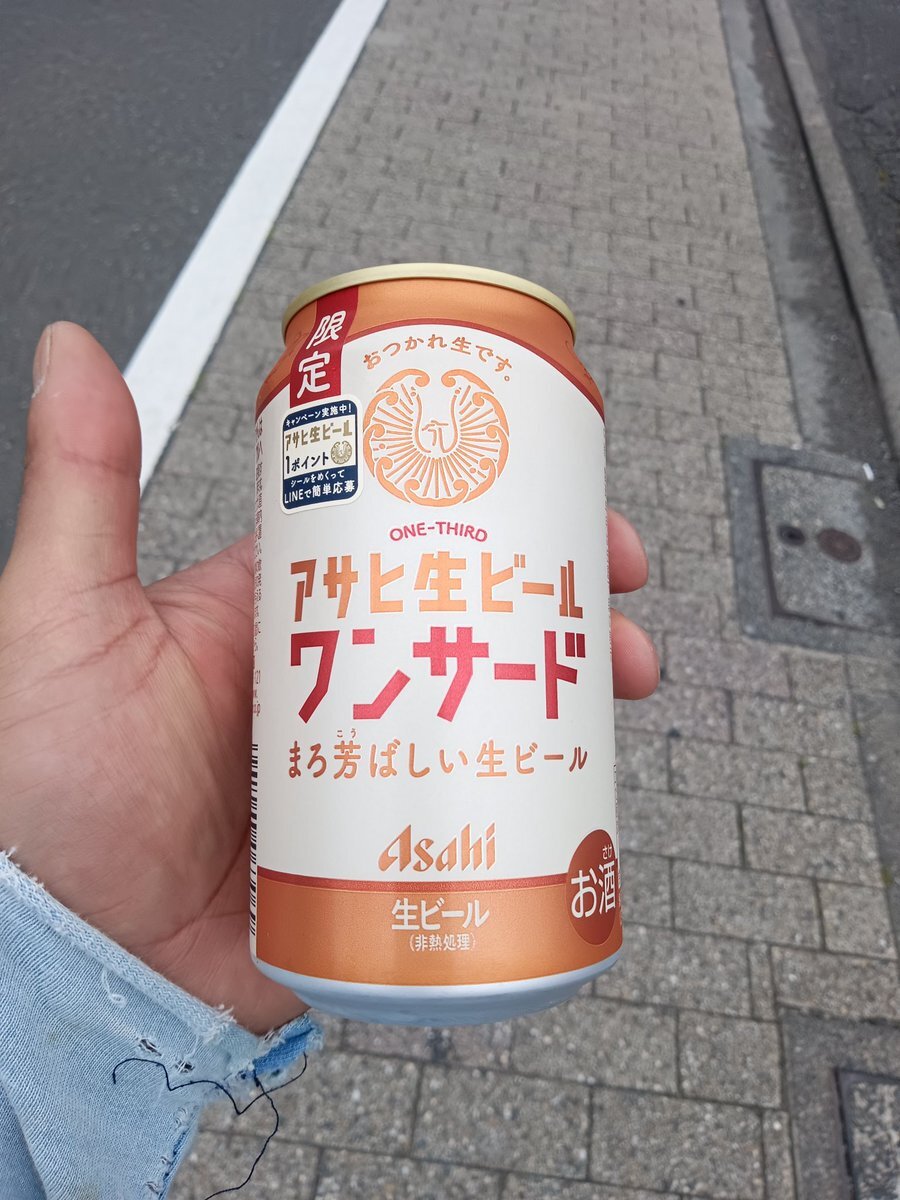 限定
おつかれ生です。
キャンペーン実施中!
アサヒ生ビール
1ポイント
シールをめくって
LINEで簡単応募
ONE-THIRD
アサヒ生ビール
ワンサード
こう
まろ芳ばしい生ビール
Asahi
さけ
お酒
生ビール
(非熱処理)